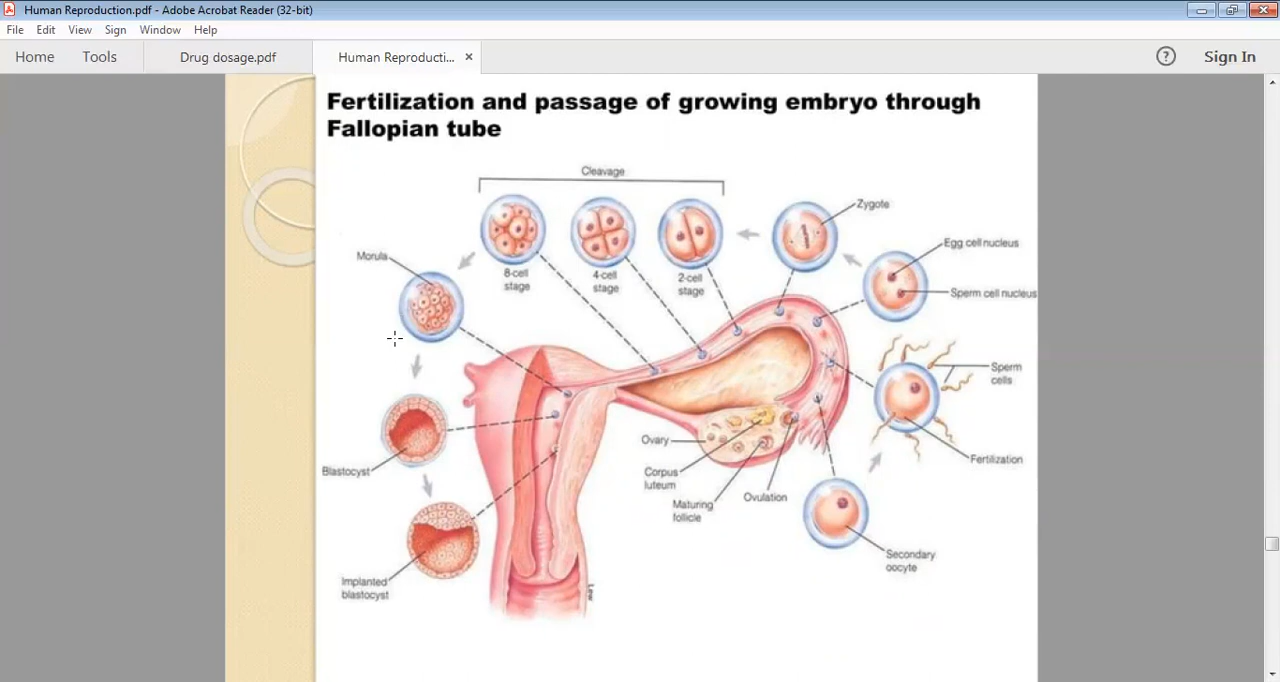 Human Reproduction.pdf - Adobe Acrobat Reader (32-bit)
File Edit View Sign Window Help
Home Tools Drug dosage.pdf Human Reproducti... × ? Sign In
Fertilization and passage of growing embryo through
Fallopian tube
Cleavage
Zygote
Egg cell nucleus
Sperm cell nucleus
Morula
8-cell
stage
4-cell
stage
2-cell
stage
Sperm
cells
Fertilization
Blastocyst
Ovary
Corpus
luteum
Maturing
follicle
Ovulation
Secondary
oocyte
Implanted
blastocyst